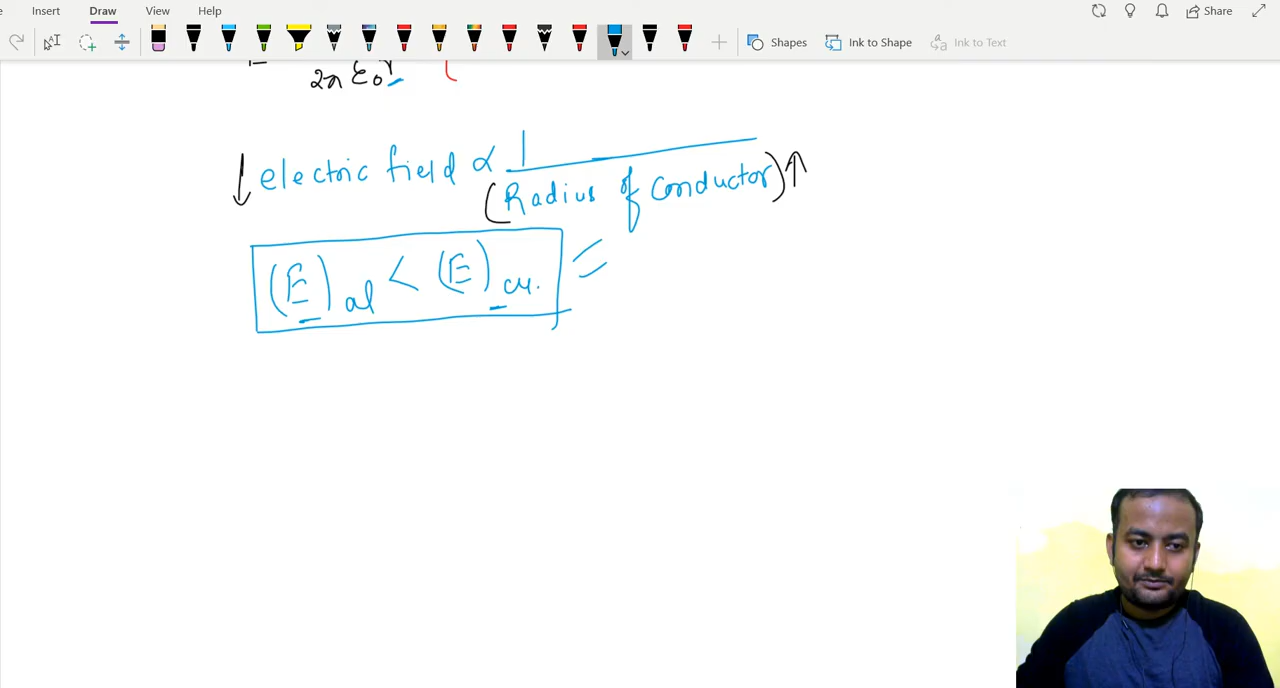 Insert Draw View Help Share
Shapes Ink to Shape Ink to Text
2π ε₀r
↓ electric field ∝ 1
(Radius of conductor) ↑
(E) al < (E) cu. =